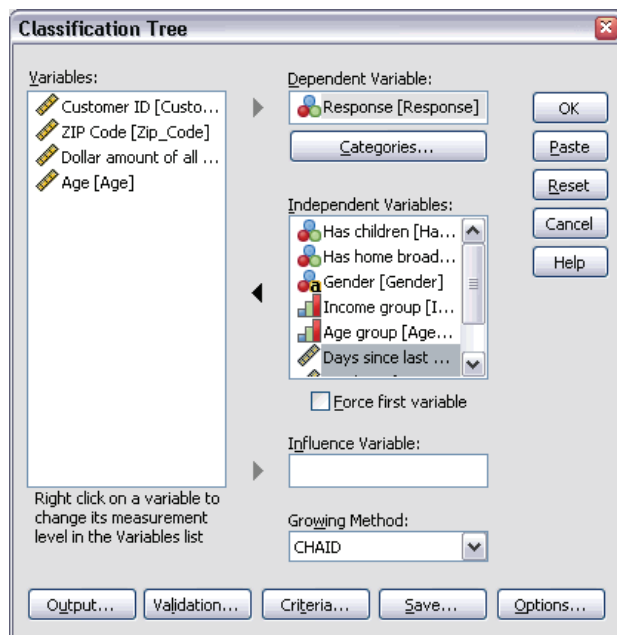 Classification Tree
Variables:
Customer ID [Custo...
ZIP Code [Zip_Code]
Dollar amount of all ...
Age [Age]
Right click on a variable to
change its measurement
level in the Variables list
Dependent Variable:
Response [Response]
Categories...
Independent Variables:
Has children [Ha...
Has home broad...
Gender [Gender]
Income group [I...
Age group [Age...
Days since last ...
Force first variable
Influence Variable:
Growing Method:
CHAID
OK
Paste
Reset
Cancel
Help
Output...
Validation...
Criteria...
Save...
Options...